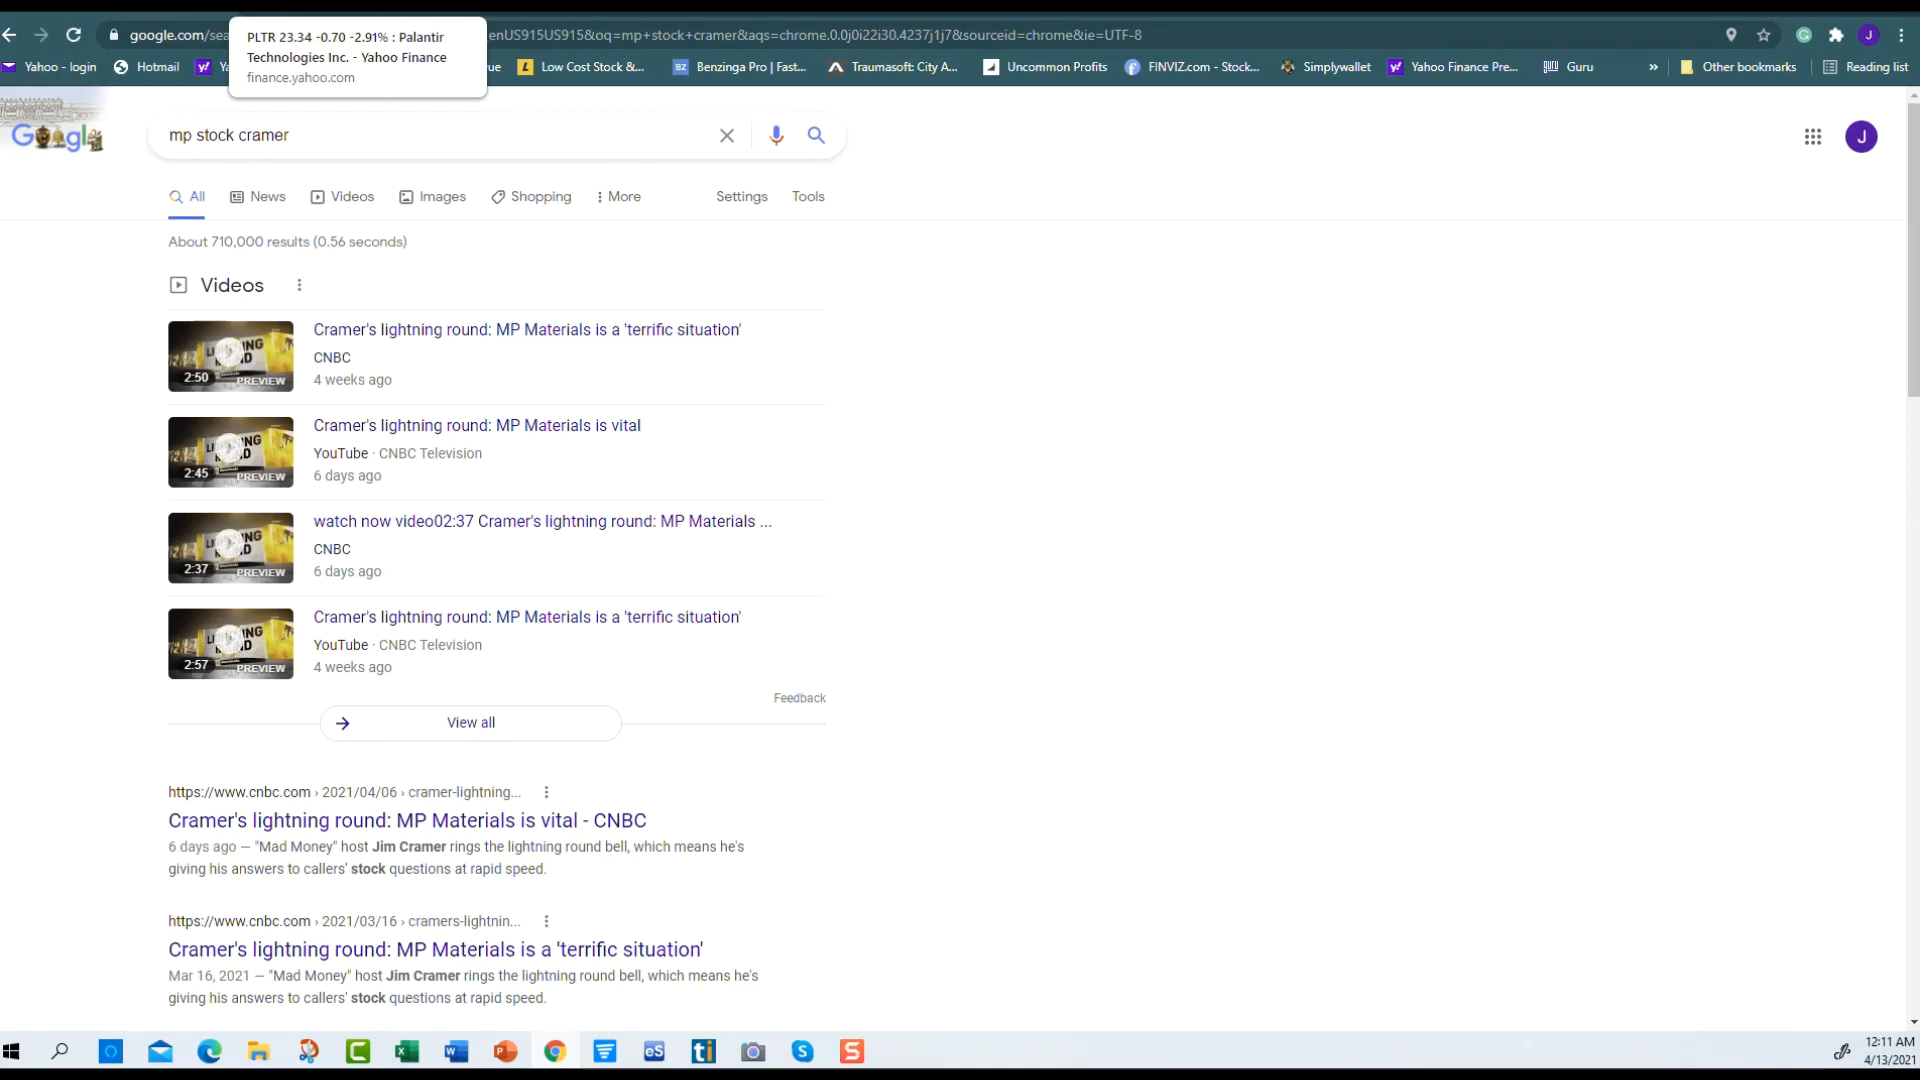 PLTR 23.34 -0.70 -2.91% : Palantir
Technologies Inc. - Yahoo Finance
finance.yahoo.com
google.com/sea
enUS915US915&oq=mp+stock+cramer&aqs=chrome.0.0j0i22i30.4237j1j7&sourceid=chrome&ie=UTF-8
J
Yahoo - login
Hotmail
Ya
ue
Low Cost Stock &...
Benzinga Pro | Fast...
Traumasoft: City A...
Uncommon Profits
FINVIZ.com - Stock...
Simplywallet
Yahoo Finance Pre...
Guru
»
Other bookmarks
Reading list
Google
mp stock cramer
J
All
News
Videos
Images
Shopping
More
Settings
Tools
About 710,000 results (0.56 seconds)
Videos
Cramer's lightning round: MP Materials is a 'terrific situation'
CNBC
2:50
PREVIEW
4 weeks ago
Cramer's lightning round: MP Materials is vital
YouTube · CNBC Television
2:45
PREVIEW
6 days ago
watch now video02:37 Cramer's lightning round: MP Materials ...
CNBC
2:37
PREVIEW
6 days ago
Cramer's lightning round: MP Materials is a 'terrific situation'
YouTube · CNBC Television
2:57
PREVIEW
4 weeks ago
Feedback
View all
https://www.cnbc.com › 2021/04/06 › cramer-lightning...
Cramer's lightning round: MP Materials is vital - CNBC
6 days ago — "Mad Money" host Jim Cramer rings the lightning round bell, which means he's
giving his answers to callers' stock questions at rapid speed.
https://www.cnbc.com › 2021/03/16 › cramers-lightnin...
Cramer's lightning round: MP Materials is a 'terrific situation'
Mar 16, 2021 — "Mad Money" host Jim Cramer rings the lightning round bell, which means he's
giving his answers to callers' stock questions at rapid speed.
eS
ti
12:11 AM
4/13/2021